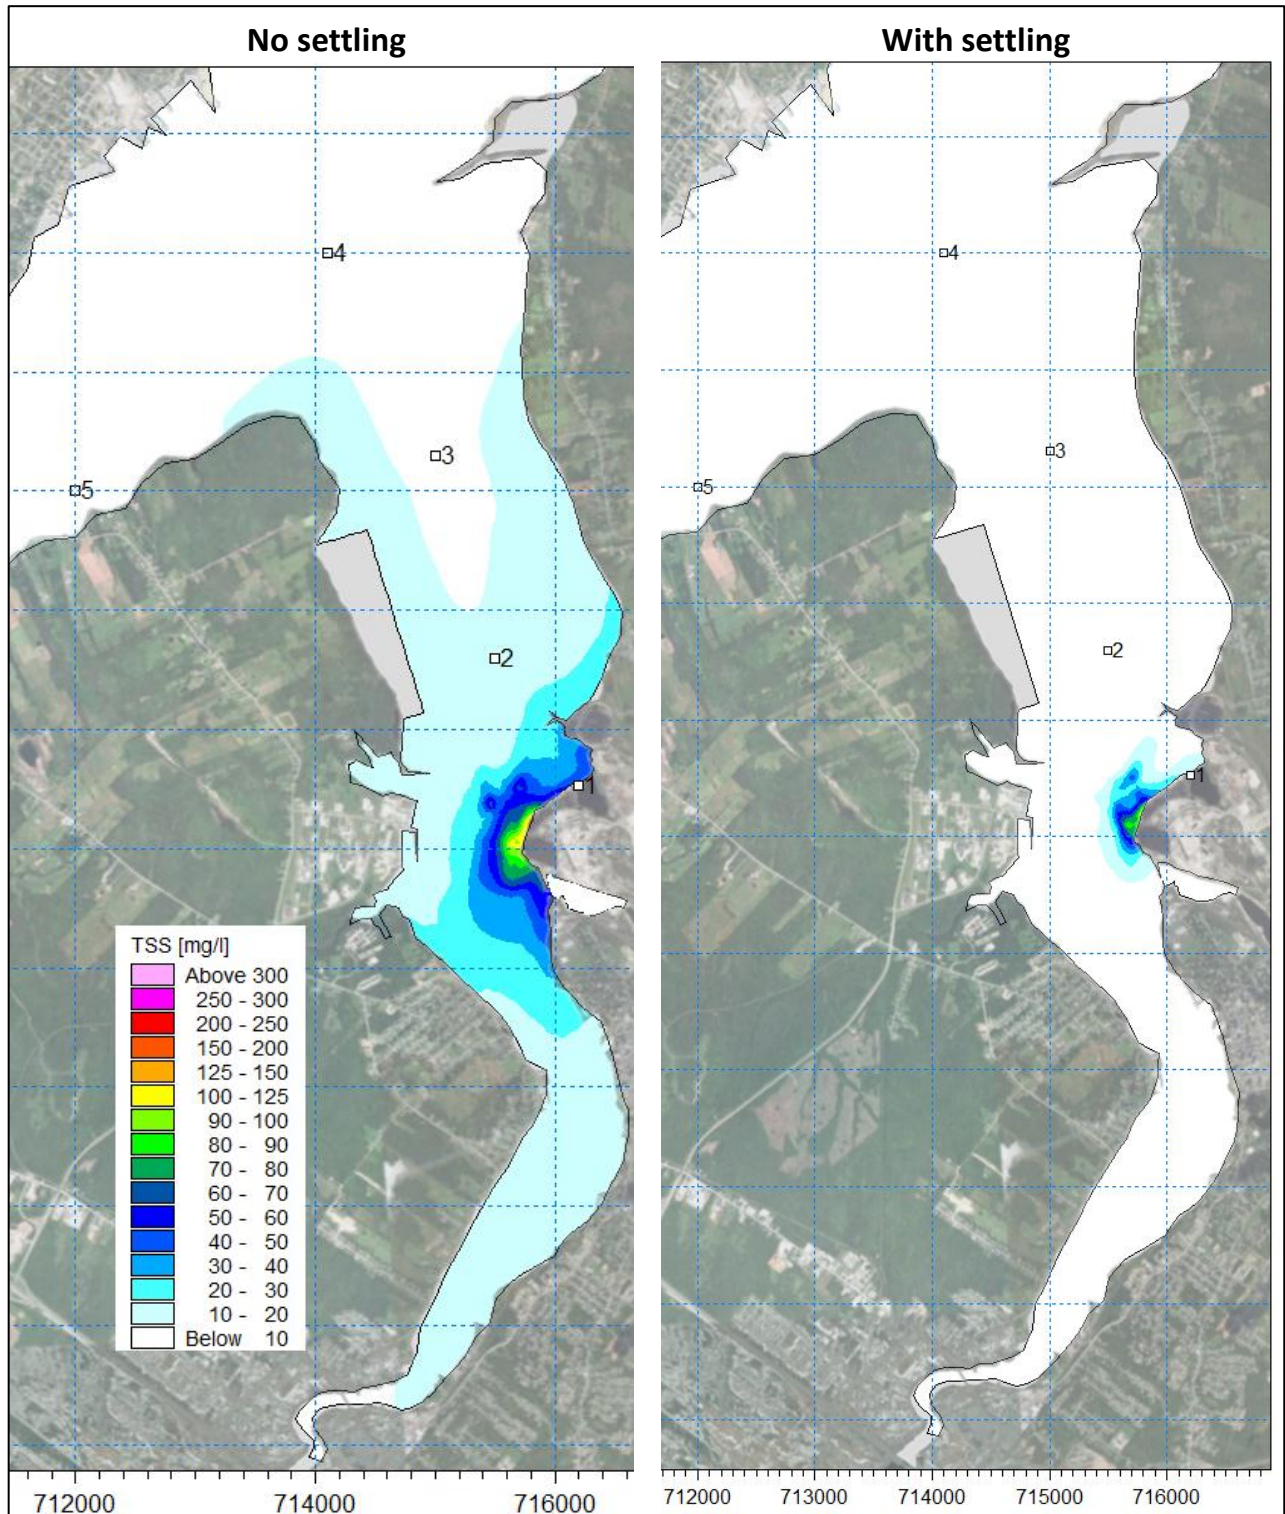 No settling
With settling
4
3
5
2
1
4
3
5
2
1
TSS [mg/l]
Above 300
250 - 300
200 - 250
150 - 200
125 - 150
100 - 125
90 - 100
80 - 90
70 - 80
60 - 70
50 - 60
40 - 50
30 - 40
20 - 30
10 - 20
Below 10
712000 714000 716000
712000 713000 714000 715000 716000